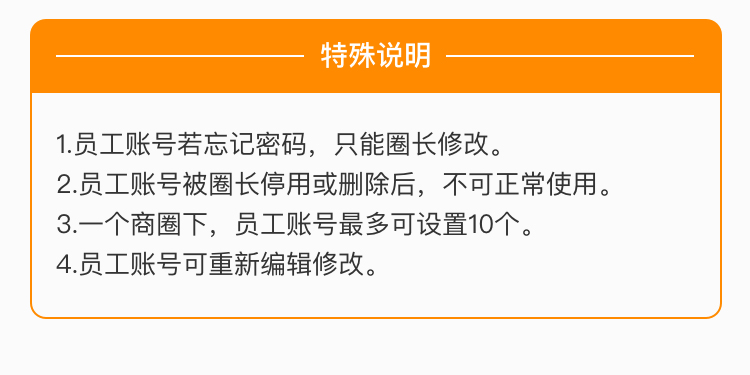 特殊说明
1.员工账号若忘记密码，只能圈长修改。
2.员工账号被圈长停用或删除后，不可正常使用。
3.一个商圈下，员工账号最多可设置10个。
4.员工账号可重新编辑修改。